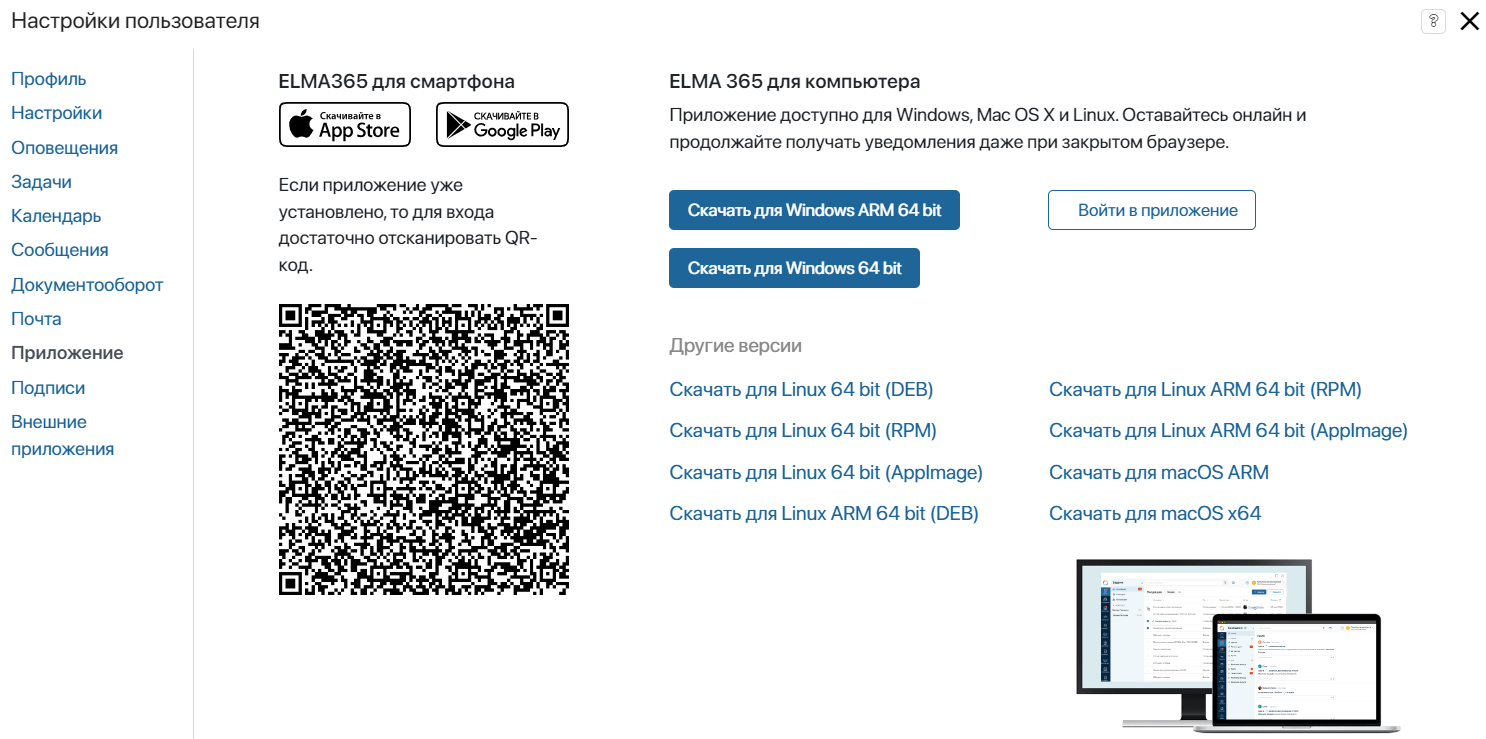 Настройки пользователя
?
Профиль
Настройки
Оповещения
Задачи
Календарь
Сообщения
Документооборот
Почта
Приложение
Подписи
Внешние
приложения
ELMA365 для смартфона
Скачивайте в
App Store
СКАЧИВАЙТЕ В
Google Play
Если приложение уже
установлено, то для входа
достаточно отсканировать QR-
код.
ELMA 365 для компьютера
Приложение доступно для Windows, Mac OS X и Linux. Оставайтесь онлайн и
продолжайте получать уведомления даже при закрытом браузере.
Скачать для Windows ARM 64 bit
Войти в приложение
Скачать для Windows 64 bit
Другие версии
Скачать для Linux 64 bit (DEB)
Скачать для Linux 64 bit (RPM)
Скачать для Linux 64 bit (AppImage)
Скачать для Linux ARM 64 bit (DEB)
Скачать для Linux ARM 64 bit (RPM)
Скачать для Linux ARM 64 bit (AppImage)
Скачать для macOS ARM
Скачать для macOS x64